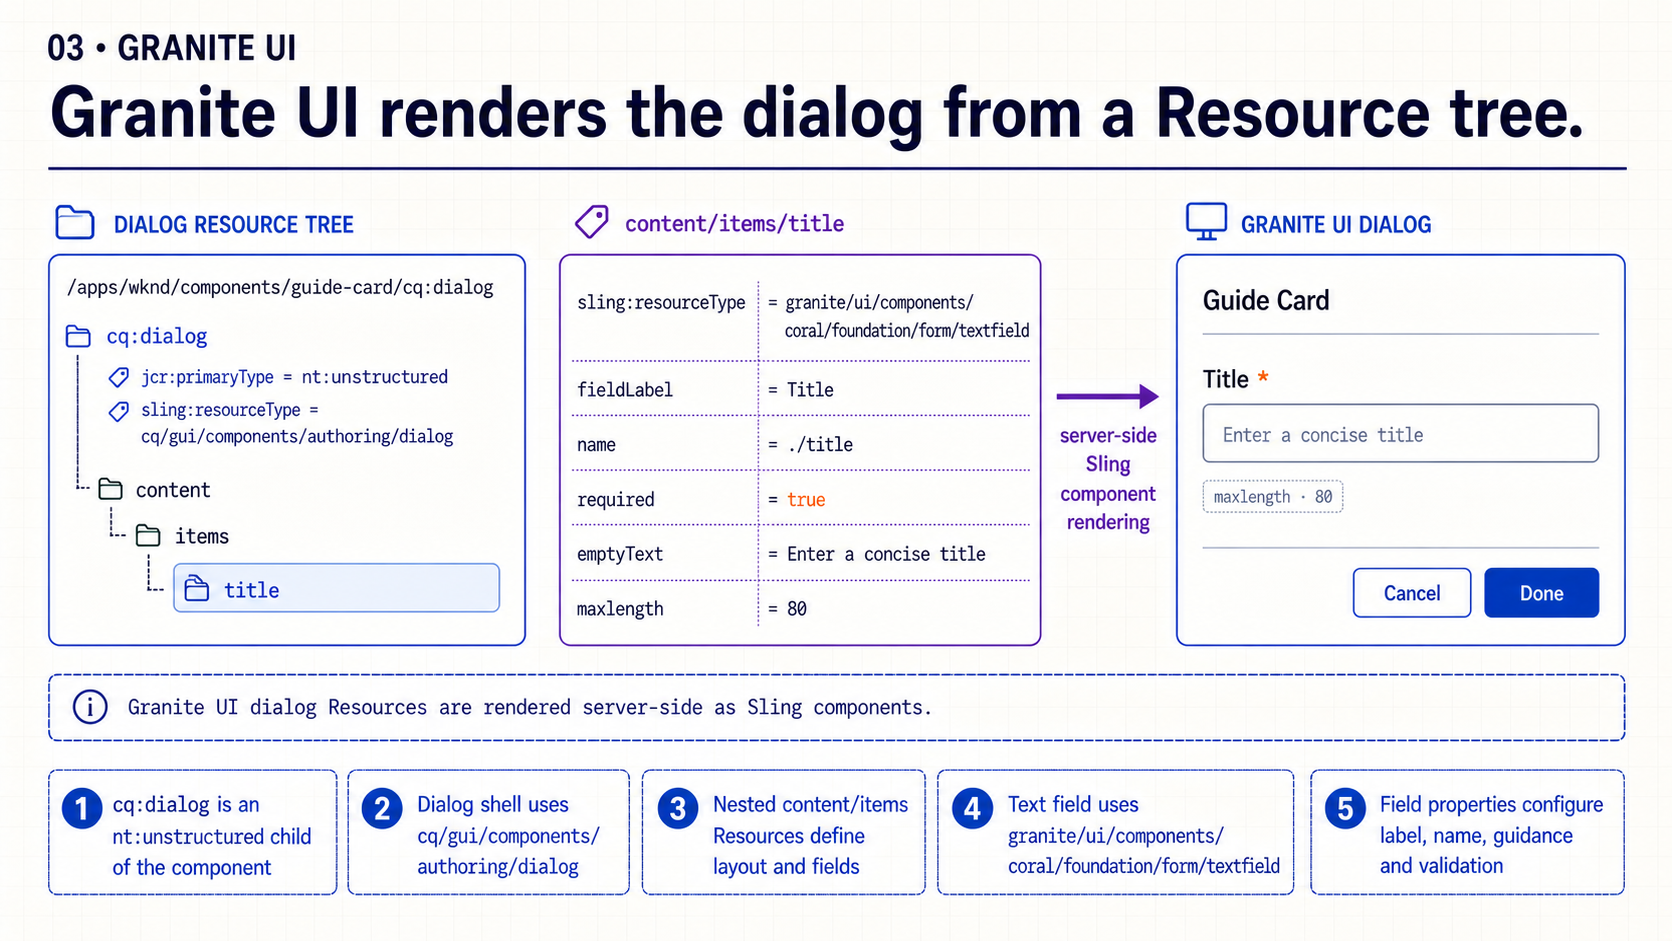 03 • GRANITE UI
Granite UI renders the dialog from a Resource tree.
DIALOG RESOURCE TREE
/apps/wknd/components/guide-card/cq:dialog
cq:dialog
jcr:primaryType = nt:unstructured
sling:resourceType =
cq/gui/components/authoring/dialog
content
items
title
content/items/title
sling:resourceType = granite/ui/components/
coral/foundation/form/textfield
fieldLabel = Title
name = ./title
required = true
emptyText = Enter a concise title
maxlength = 80
server-side
Sling
component
rendering
GRANITE UI DIALOG
Guide Card
Title *
Enter a concise title
maxlength · 80
Cancel
Done
i
Granite UI dialog Resources are rendered server-side as Sling components.
1
cq:dialog is an
nt:unstructured child
of the component
2
Dialog shell uses
cq/gui/components/
authoring/dialog
3
Nested content/items
Resources define
layout and fields
4
Text field uses
granite/ui/components/
coral/foundation/form/textfield
5
Field properties configure
label, name, guidance
and validation